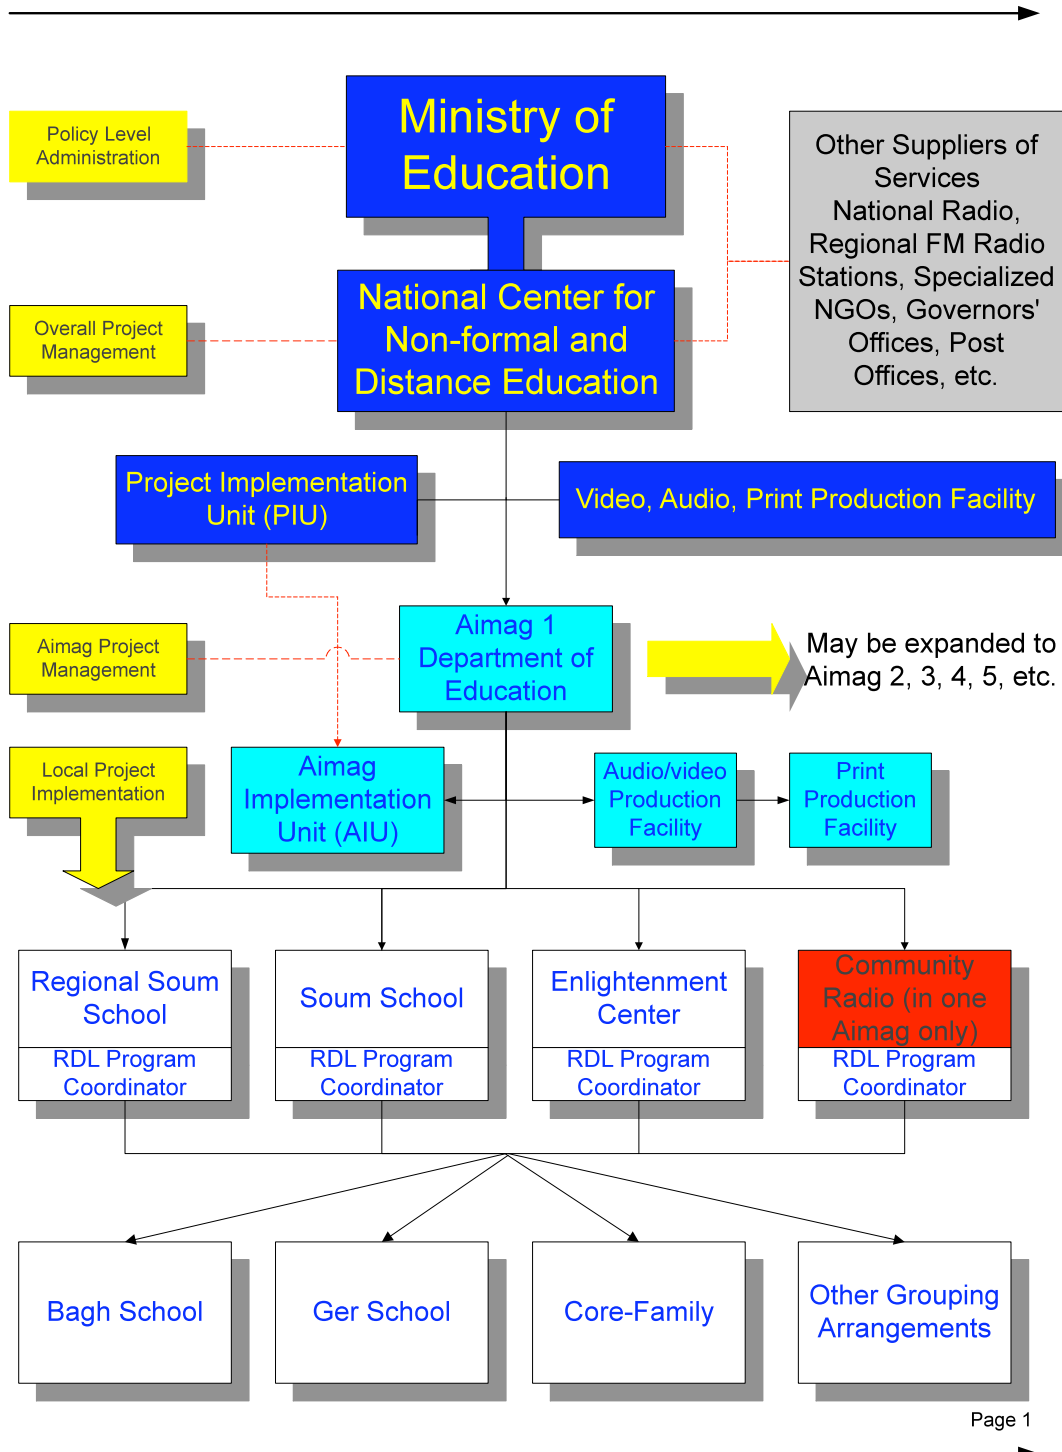 Policy Level
Administration
Ministry of
Education
Other Suppliers of
Services
National Radio,
Regional FM Radio
Stations, Specialized
NGOs, Governors'
Offices, Post
Offices, etc.
Overall Project
Management
National Center for
Non-formal and
Distance Education
Project Implementation
Unit (PIU)
Video, Audio, Print Production Facility
Aimag Project
Management
Aimag 1
Department of
Education
May be expanded to
Aimag 2, 3, 4, 5, etc.
Local Project
Implementation
Aimag
Implementation
Unit (AIU)
Audio/video
Production
Facility
Print
Production
Facility
Regional Soum
School
RDL Program
Coordinator
Soum School
RDL Program
Coordinator
Enlightenment
Center
RDL Program
Coordinator
Community
Radio (in one
Aimag only)
RDL Program
Coordinator
Bagh School
Ger School
Core-Family
Other Grouping
Arrangements
Page 1